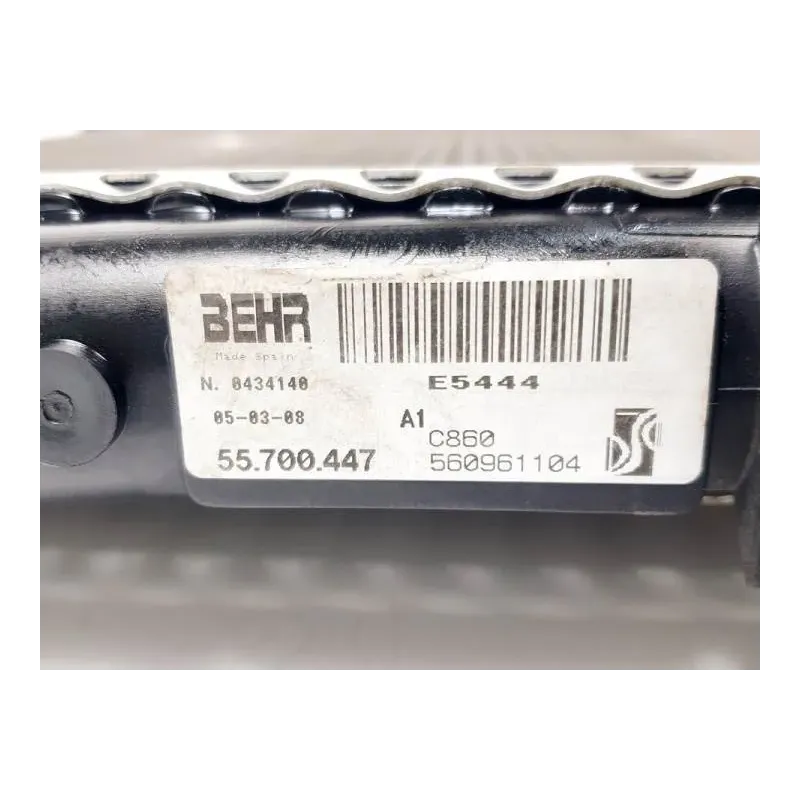 BEHR
Made Spain
N. 0434140
05-03-08
55.700.447
E5444
A1
C860
560961104